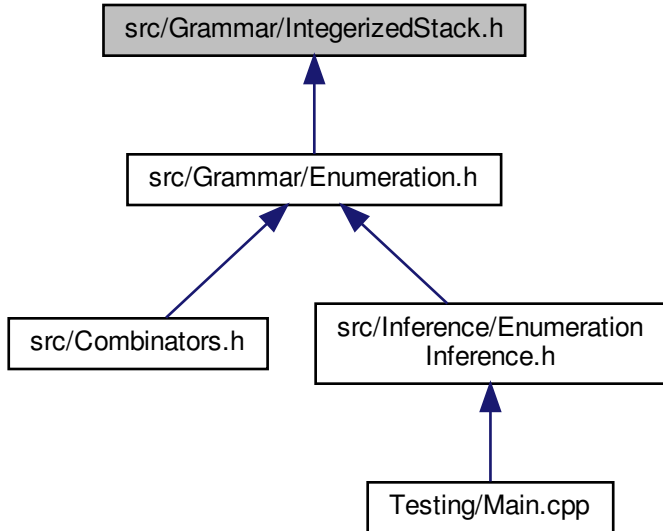 src/Grammar/IntegerizedStack.h
src/Grammar/Enumeration.h
src/Combinators.h
src/Inference/Enumeration
Inference.h
Testing/Main.cpp